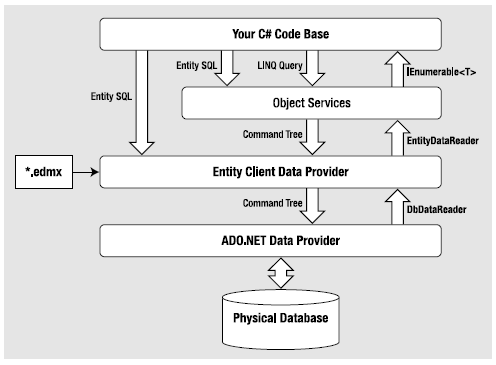 Your C# Code Base
Entity SQL
LINQ Query
IEnumerable<T>
Entity SQL
Object Services
Command Tree
EntityDataReader
*.edmx
Entity Client Data Provider
Command Tree
DbDataReader
ADO.NET Data Provider
Physical Database